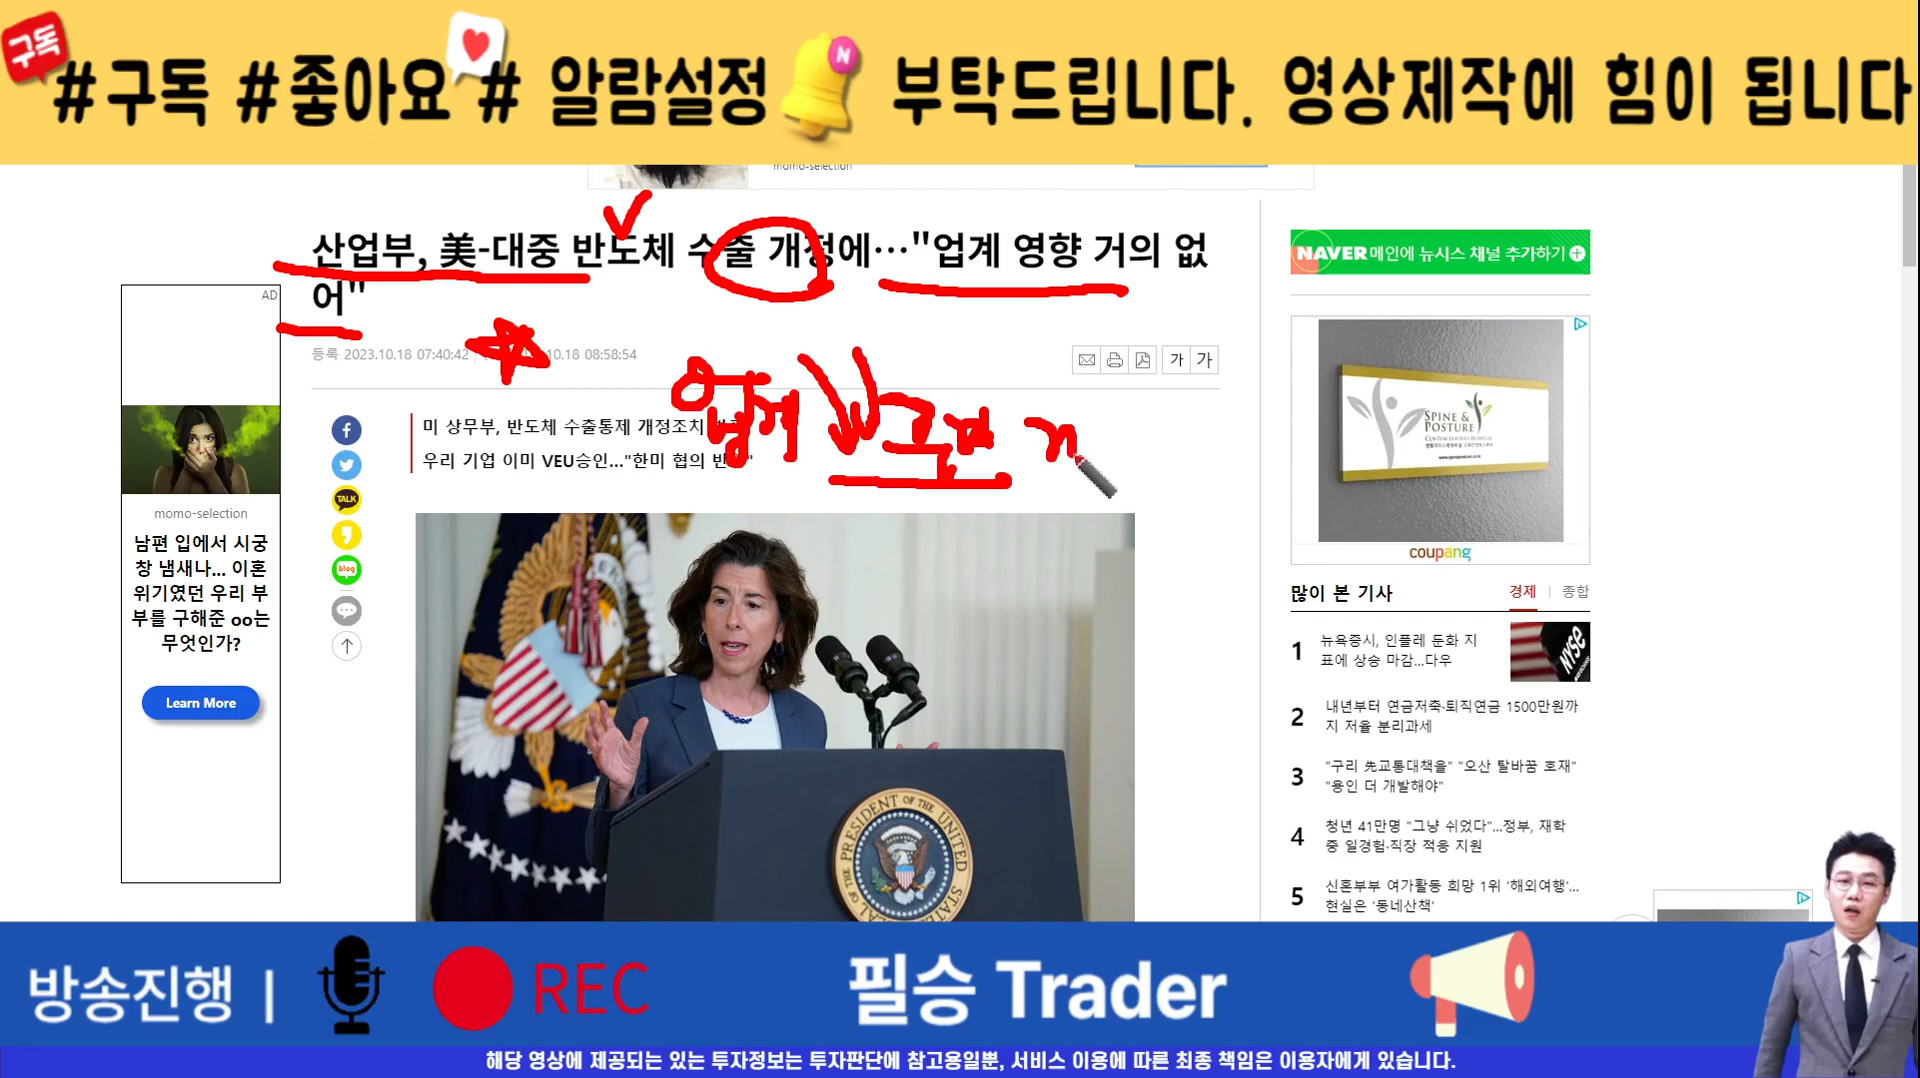 구독
#구독 #좋아요# 알람설정 N 부탁드립니다. 영상제작에 힘이 됩니다
momo-selection
산업부, 美-대중 반도체 수출 개정에…"업계 영향 거의 없
어"
등록 2023.10.18 07:40:42 10.18 08:58:54
가 가
업계
미 상무부, 반도체 수출통제 개정조치
우리 기업 이미 VEU승인..."한미 협의 반
AD
momo-selection
남편 입에서 시궁
창 냄새나... 이혼
위기였던 우리 부
부를 구해준 oo는
무엇인가?
Learn More
TALK
blog
NAVER 메인에 뉴시스 채널 추가하기
SPINE &
POSTURE
coupang
많이 본 기사
경제 | 종합
1 뉴욕증시, 인플레 둔화 지
표에 상승 마감...다우
NYSE
2 내년부터 연금저축·퇴직연금 1500만원까
지 저율 분리과세
3 "구리 先교통대책을" "오산 탈바꿈 호재"
"용인 더 개발해야"
4 청년 41만명 "그냥 쉬었다"...정부, 재학
중 일경험·직장 적응 지원
5 신혼부부 여가활동 희망 1위 '해외여행'...
현실은 '동네산책'
SEAL OF THE PRESIDENT OF THE UNITED
방송진행 | REC 필승 Trader
해당 영상에 제공되는 있는 투자정보는 투자판단에 참고용일뿐, 서비스 이용에 따른 최종 책임은 이용자에게 있습니다.